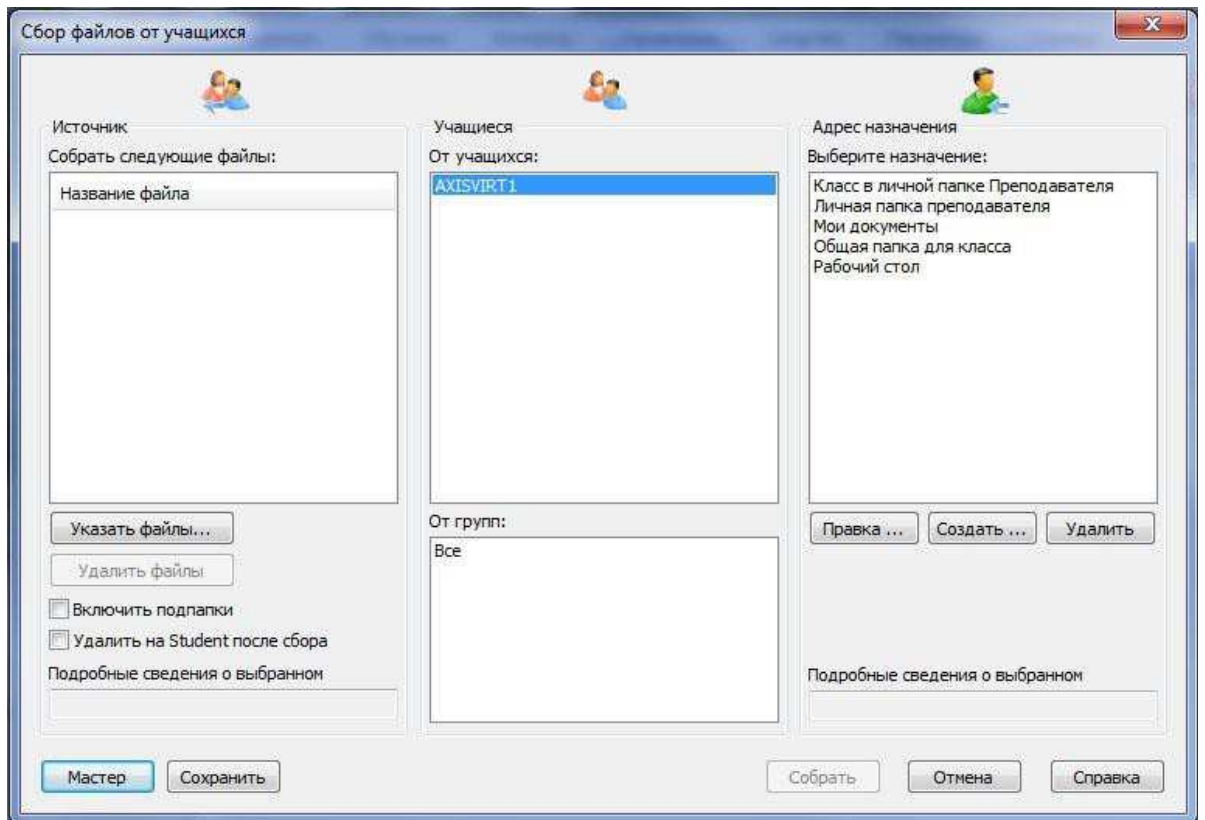 Сбор файлов от учащихся
Источник
Собрать следующие файлы:
Название файла
Указать файлы...
Удалить файлы
Включить подпапки
Удалить на Student после сбора
Подробные сведения о выбранном
Учащиеся
От учащихся:
AXISVIRT1
От групп:
Все
Адрес назначения
Выберите назначение:
Класс в личной папке Преподавателя
Личная папка преподавателя
Мои документы
Общая папка для класса
Рабочий стол
Правка ... Создать ... Удалить
Подробные сведения о выбранном
Мастер Сохранить Собрать Отмена Справка